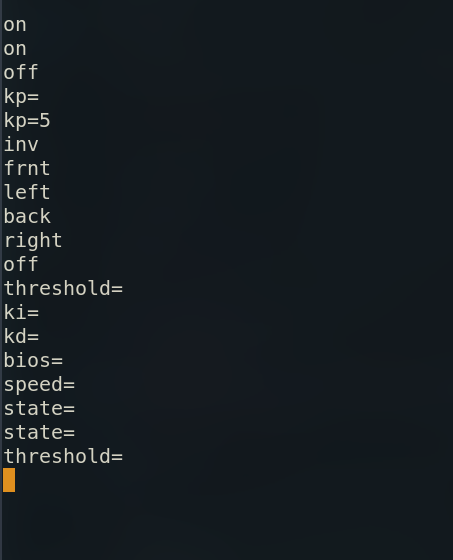 on
on
off
kp=
kp=5
inv
frnt
left
back
right
off
threshold=
ki=
kd=
bios=
speed=
state=
state=
threshold=